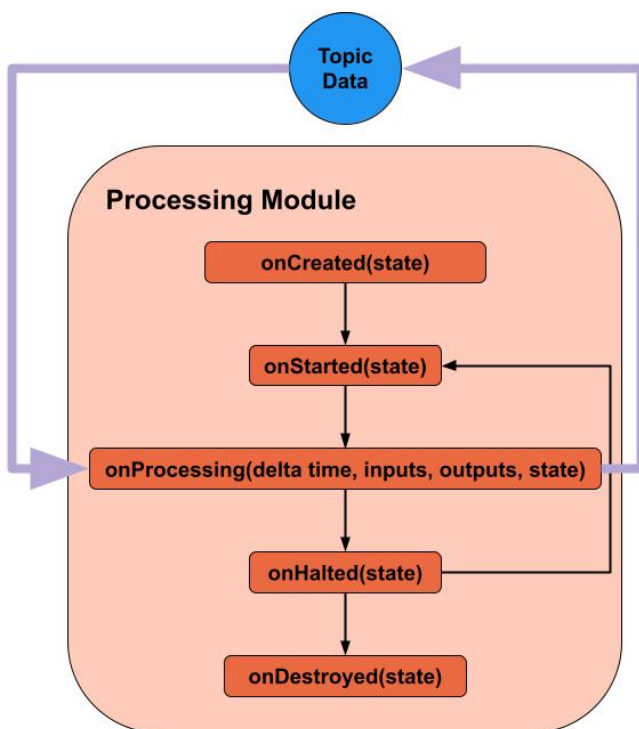 Topic
Data
Processing Module
onCreated(state)
onStarted(state)
onProcessing(delta time, inputs, outputs, state)
onHalted(state)
onDestroyed(state)